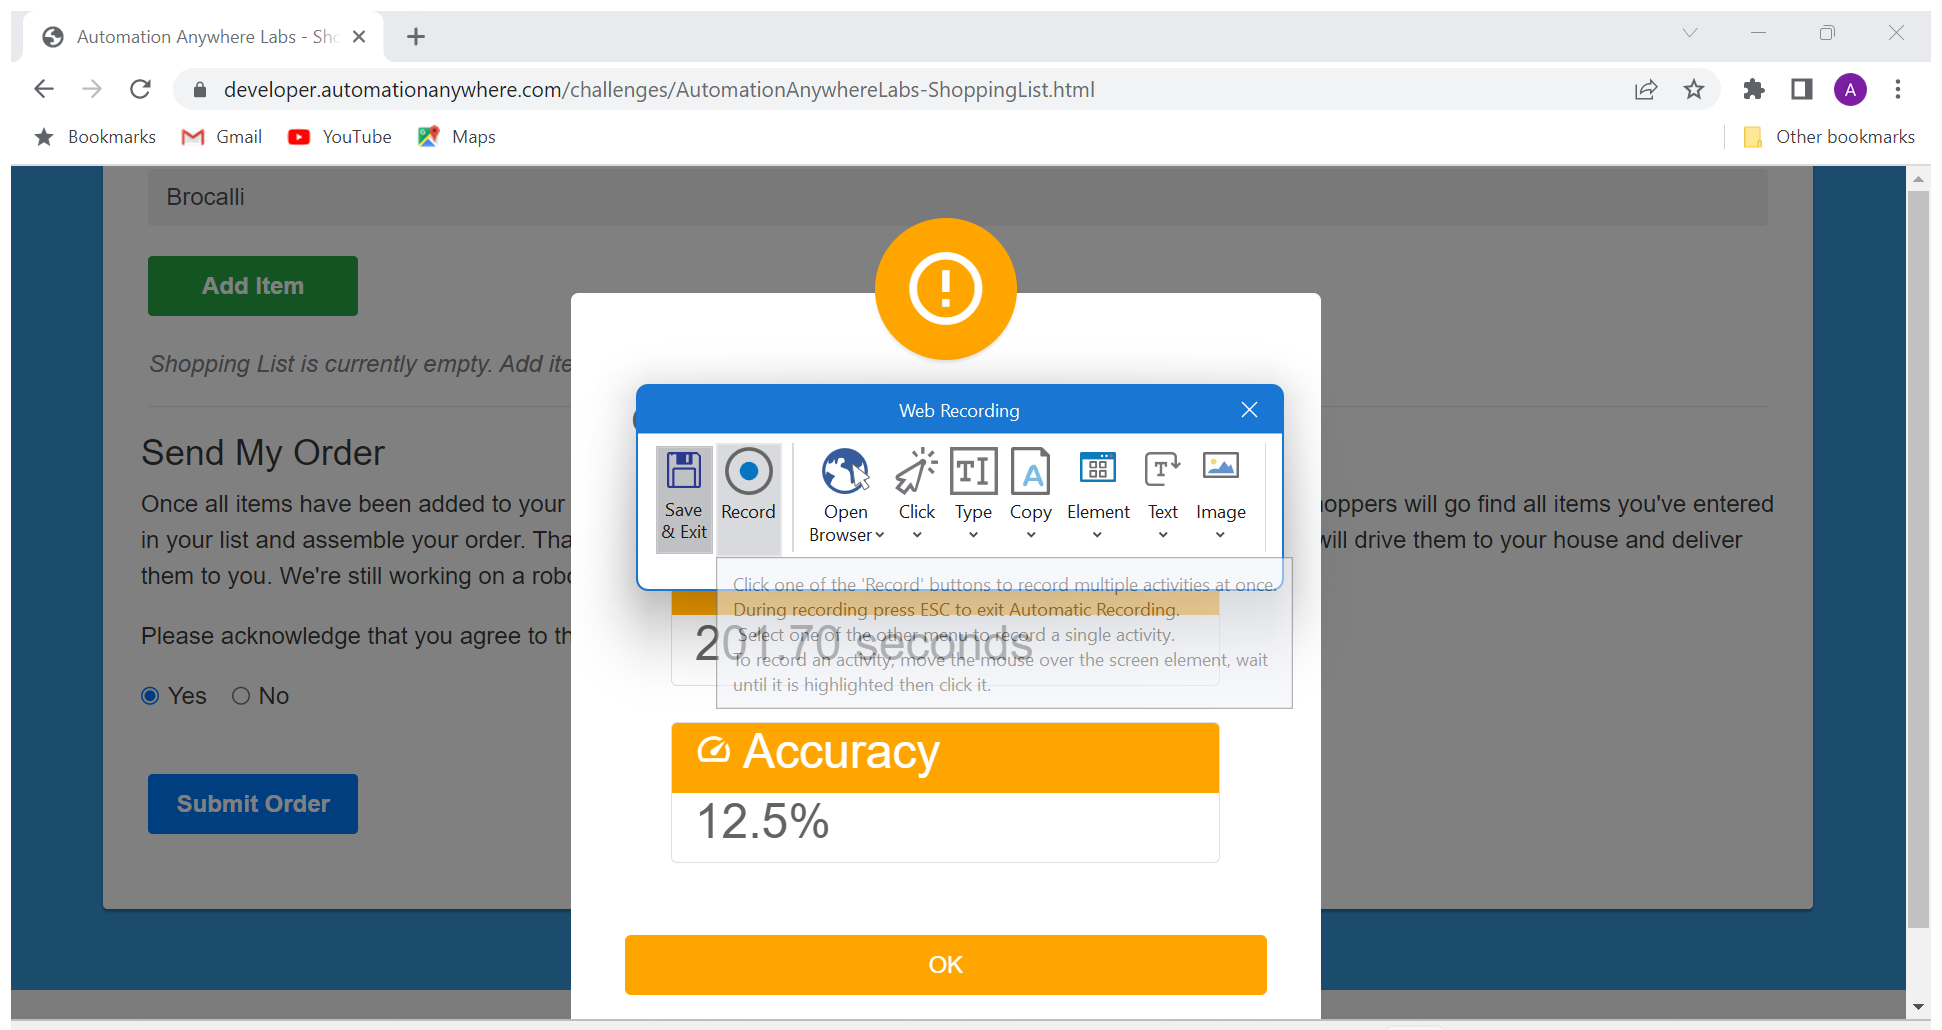 Automation Anywhere Labs - Sho
developer.automationanywhere.com/challenges/AutomationAnywhereLabs-ShoppingList.html
A
Bookmarks
Gmail
YouTube
Maps
Other bookmarks
Brocalli
Add Item
Shopping List is currently empty. Add ite
Web Recording
Save & Exit
Record
Open Browser
Click
Type
Copy
Element
Text
Image
Send My Order
Once all items have been added to your
hoppers will go find all items you've entered
in your list and assemble your order. Tha
will drive them to your house and deliver
them to you. We're still working on a robo
Click one of the 'Record' buttons to record multiple activities at once.
During recording press ESC to exit Automatic Recording.
Select one of the other menu to record a single activity.
To record an activity, move the mouse over the screen element, wait
until it is highlighted then click it.
201.70 seconds
Please acknowledge that you agree to th
Yes
No
Accuracy
12.5%
Submit Order
OK